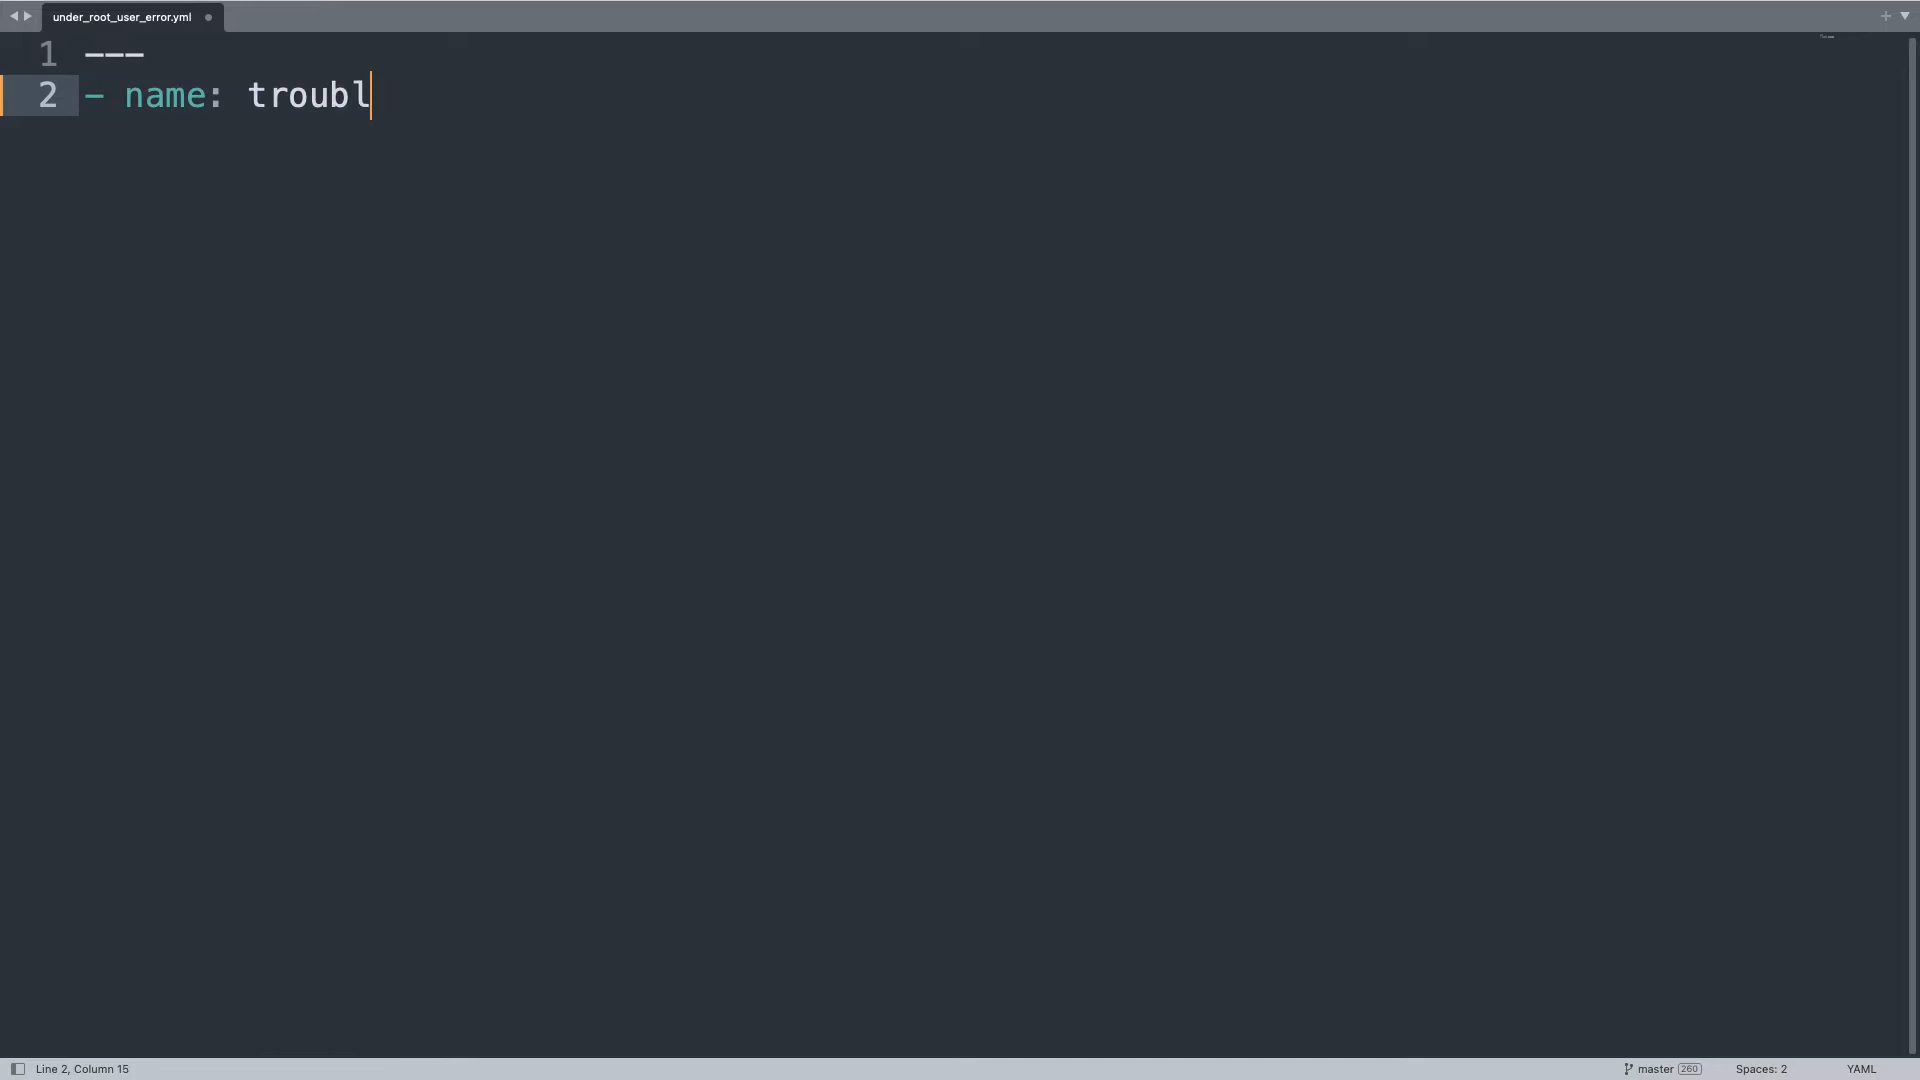 under_root_user_error.yml
1 ---
2 - name: troubl
Line 2, Column 15
master 260 Spaces: 2 YAML